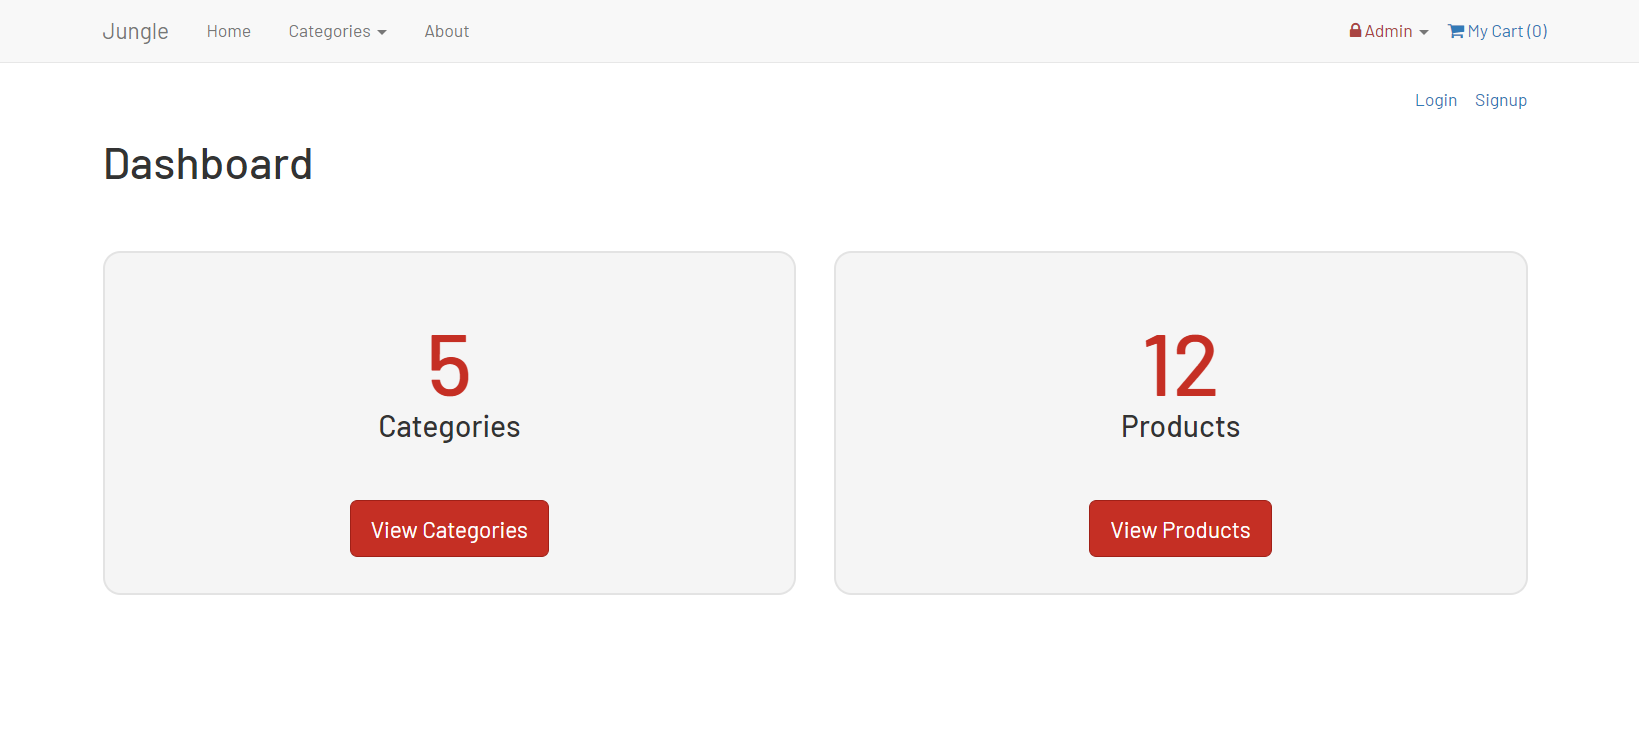 Jungle Home Categories About Admin My Cart (0)
Login Signup
Dashboard
5
Categories
View Categories
12
Products
View Products